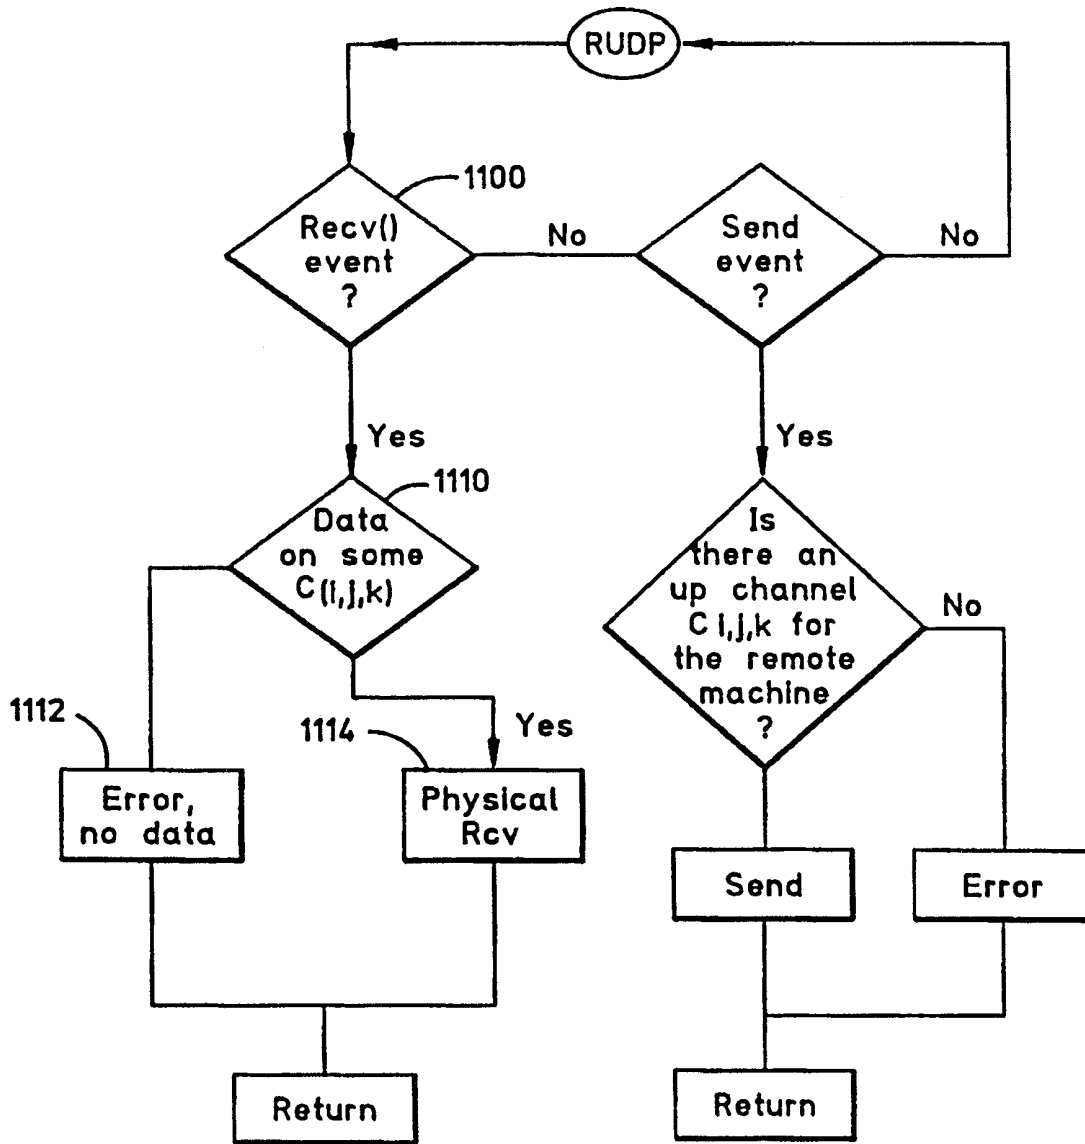 RUDP
1100
Recv()
event
?
No
Send
event
?
No
Yes
Yes
1110
Data
on some
C(i,j,k)
Is
there an
up channel
Ci,j,k for
the remote
machine
?
No
1112
1114
Yes
Error,
no data
Physical
Rcv
Send
Error
Return
Return